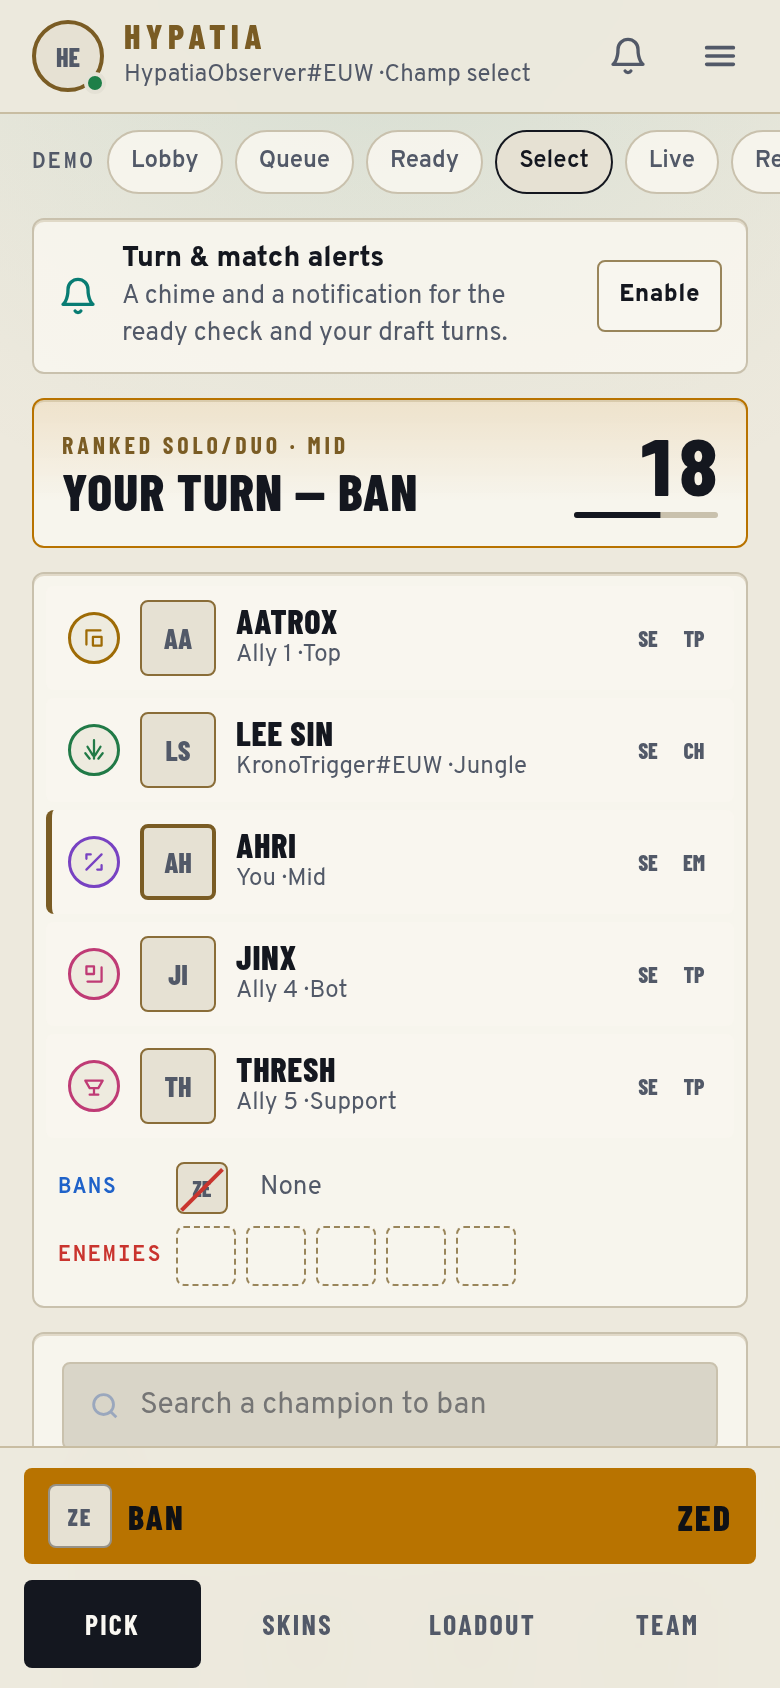 HE
HYPATIA
HypatiaObserver#EUW ·Champ select
DEMO Lobby Queue Ready Select Live Re
Turn & match alerts
A chime and a notification for the
ready check and your draft turns.
Enable
RANKED SOLO/DUO · MID
YOUR TURN — BAN
18
AA
AATROX
Ally 1 ·Top
SE TP
LS
LEE SIN
KronoTrigger#EUW ·Jungle
SE CH
AH
AHRI
You ·Mid
SE EM
JI
JINX
Ally 4 ·Bot
SE TP
TH
THRESH
Ally 5 ·Support
SE TP
BANS ZE None
ENEMIES
Search a champion to ban
ZE BAN ZED
PICK SKINS LOADOUT TEAM